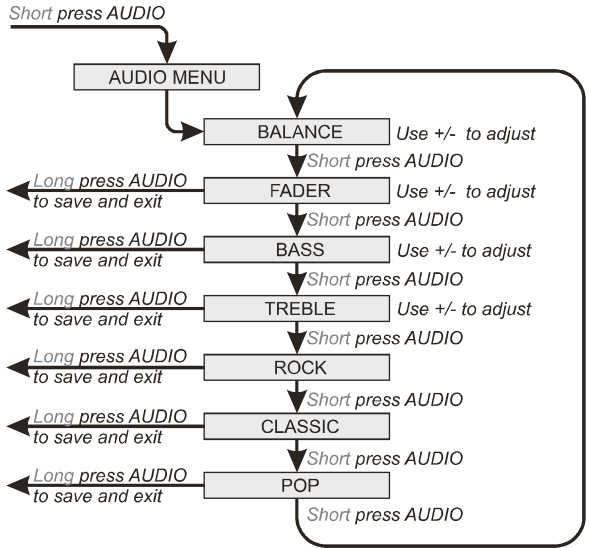 Short press AUDIO
AUDIO MENU
BALANCE
Use +/- to adjust
Short press AUDIO
Long press AUDIO
to save and exit
FADER
Use +/- to adjust
Short press AUDIO
Long press AUDIO
to save and exit
BASS
Use +/- to adjust
Short press AUDIO
Long press AUDIO
to save and exit
TREBLE
Use +/- to adjust
Short press AUDIO
Long press AUDIO
to save and exit
ROCK
Short press AUDIO
Long press AUDIO
to save and exit
CLASSIC
Short press AUDIO
Long press AUDIO
to save and exit
POP
Short press AUDIO